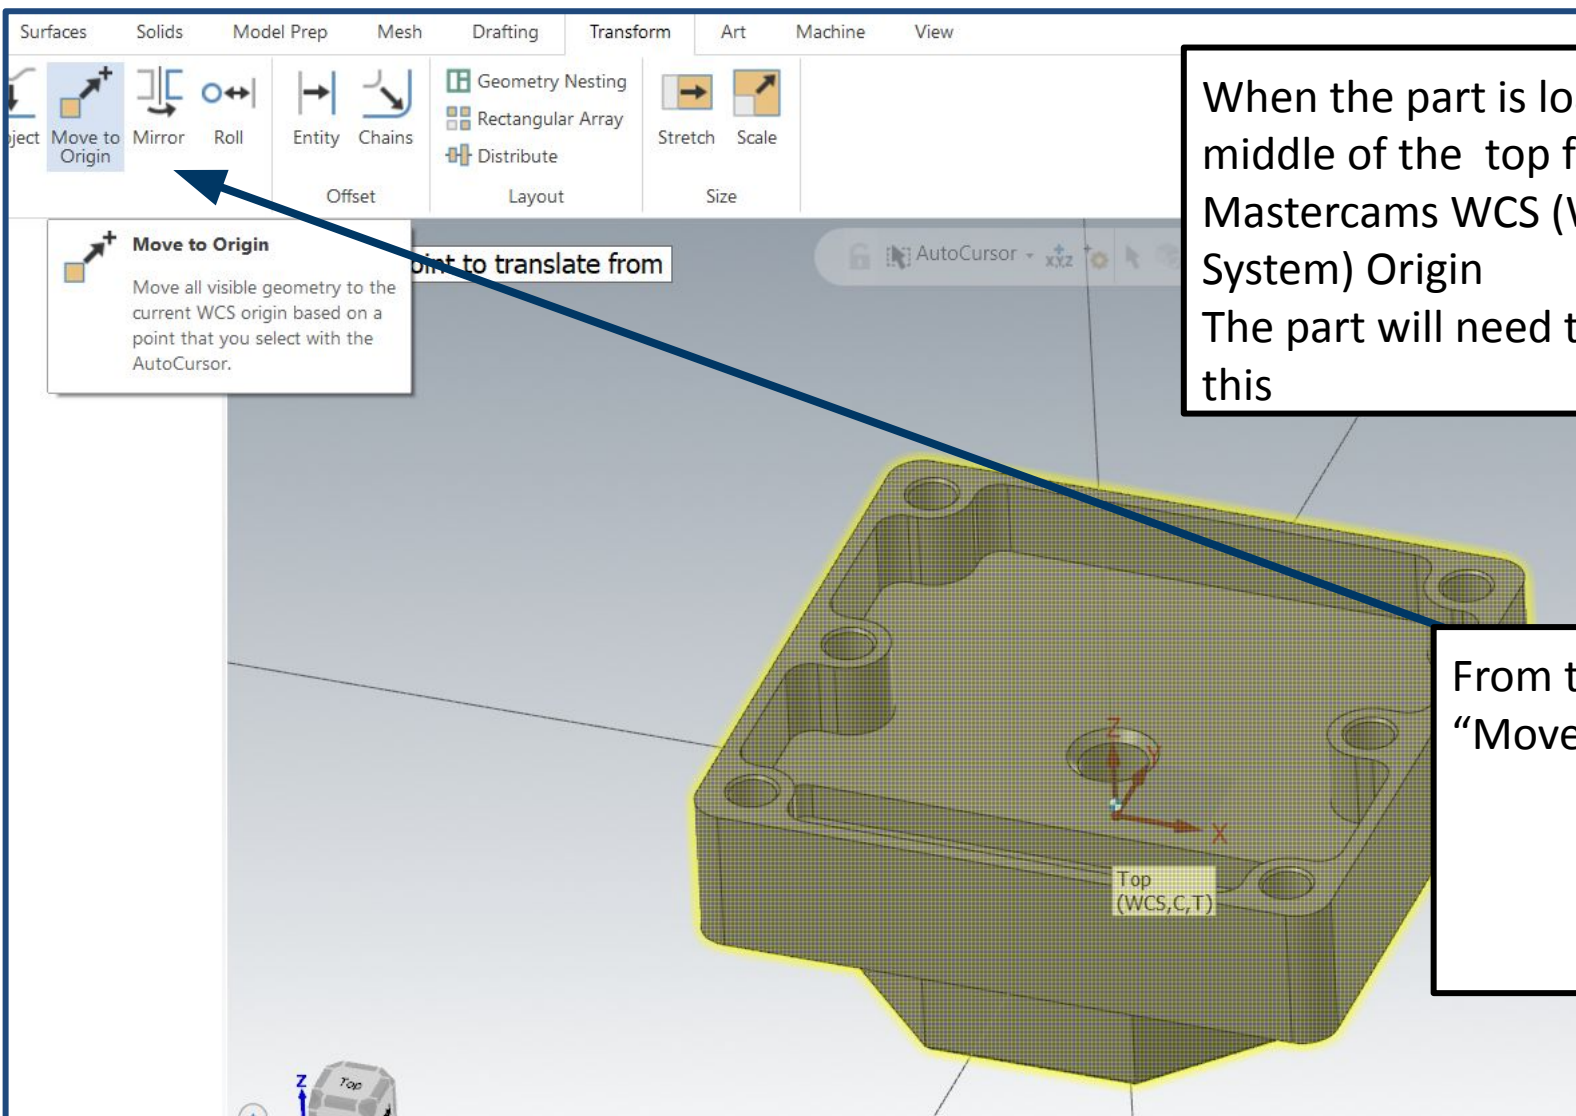 Surfaces Solids Model Prep Mesh Drafting Transform Art Machine View
Move to Origin
Mirror
Roll
Entity
Chains
Offset
Geometry Nesting
Rectangular Array
Distribute
Layout
Stretch
Scale
Size
Move to Origin
Move all visible geometry to the
current WCS origin based on a
point that you select with the
AutoCursor.
to translate from
AutoCursor
When the part is
middle of the top
Mastercams WCS
System) Origin
The part will need
this
From
“Move
Z
Y
X
Top
(WCS,C,T)
Z
Top